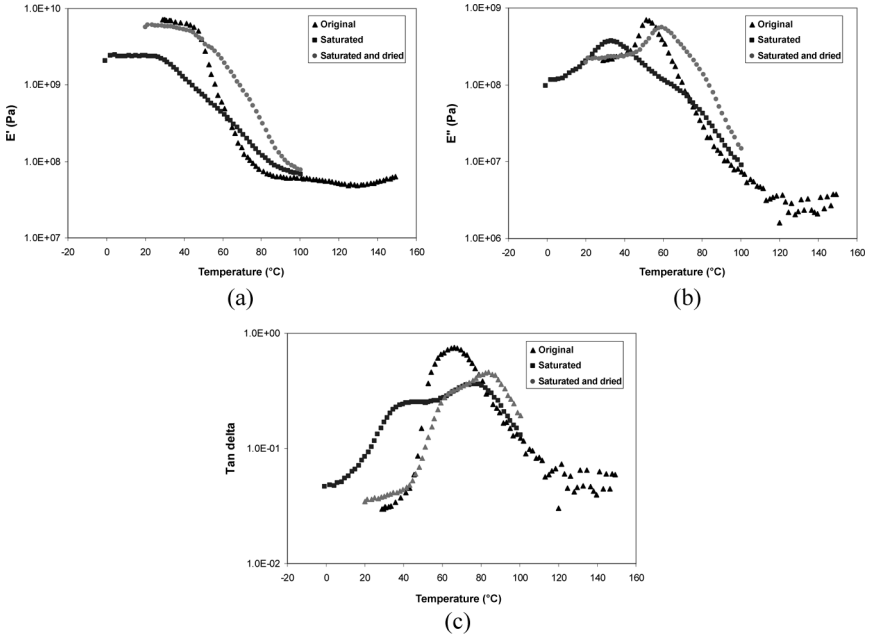 1.0E+10
1.0E+09
1.0E+08
1.0E+07
E' (Pa)
-20 0 20 40 60 80 100 120 140 160
Temperature (°C)
Original
Saturated
Saturated and dried
(a)
1.0E+09
1.0E+08
1.0E+07
1.0E+06
E" (Pa)
-20 0 20 40 60 80 100 120 140 160
Temperature (°C)
Original
Saturated
Saturated and dried
(b)
1.0E+00
1.0E-01
1.0E-02
Tan delta
-20 0 20 40 60 80 100 120 140 160
Temperature (°C)
Original
Saturated
Saturated and dried
(c)